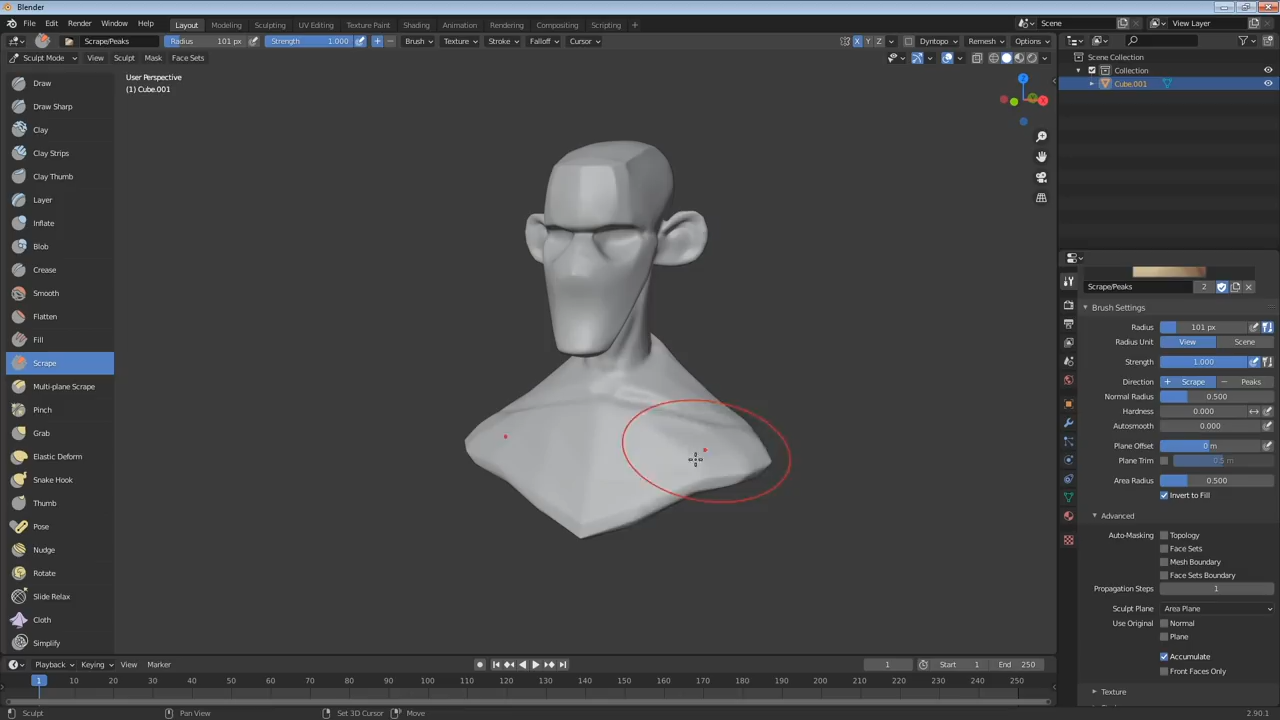 Blender
File Edit Render Window Help Layout Modeling Sculpting UV Editing Texture Paint Shading Animation Rendering Compositing Scripting + Scene View Layer
Scrape/Peaks Radius 101 px Strength 1.000 + − Brush Texture Stroke Falloff Cursor X Y Z Dyntopo Remesh Options
Sculpt Mode View Sculpt Mask Face Sets
User Perspective
(1) Cube.001
Draw
Draw Sharp
Clay
Clay Strips
Clay Thumb
Layer
Inflate
Blob
Crease
Smooth
Flatten
Fill
Scrape
Multi-plane Scrape
Pinch
Grab
Elastic Deform
Snake Hook
Thumb
Pose
Nudge
Rotate
Slide Relax
Cloth
Simplify
Z
X
Scene Collection
Collection
Cube.001
Scrape/Peaks 2
Brush Settings
Radius 101 px
Radius Unit View Scene
Strength 1.000
Direction + Scrape − Peaks
Normal Radius 0.500
Hardness 0.000
Autosmooth 0.000
Plane Offset 0 m
Plane Trim 0.5 m
Area Radius 0.500
Invert to Fill
Advanced
Auto-Masking Topology
Face Sets
Mesh Boundary
Face Sets Boundary
Propagation Steps 1
Sculpt Plane Area Plane
Use Original Normal
Plane
Accumulate
Front Faces Only
Texture
Playback Keying View Marker 1 Start 1 End 250
1 10 20 30 40 50 60 70 80 90 100 110 120 130 140 150 160 170 180 190 200 210 220 230 240 250
Sculpt Pan View Set 3D Cursor Move 2.90.1